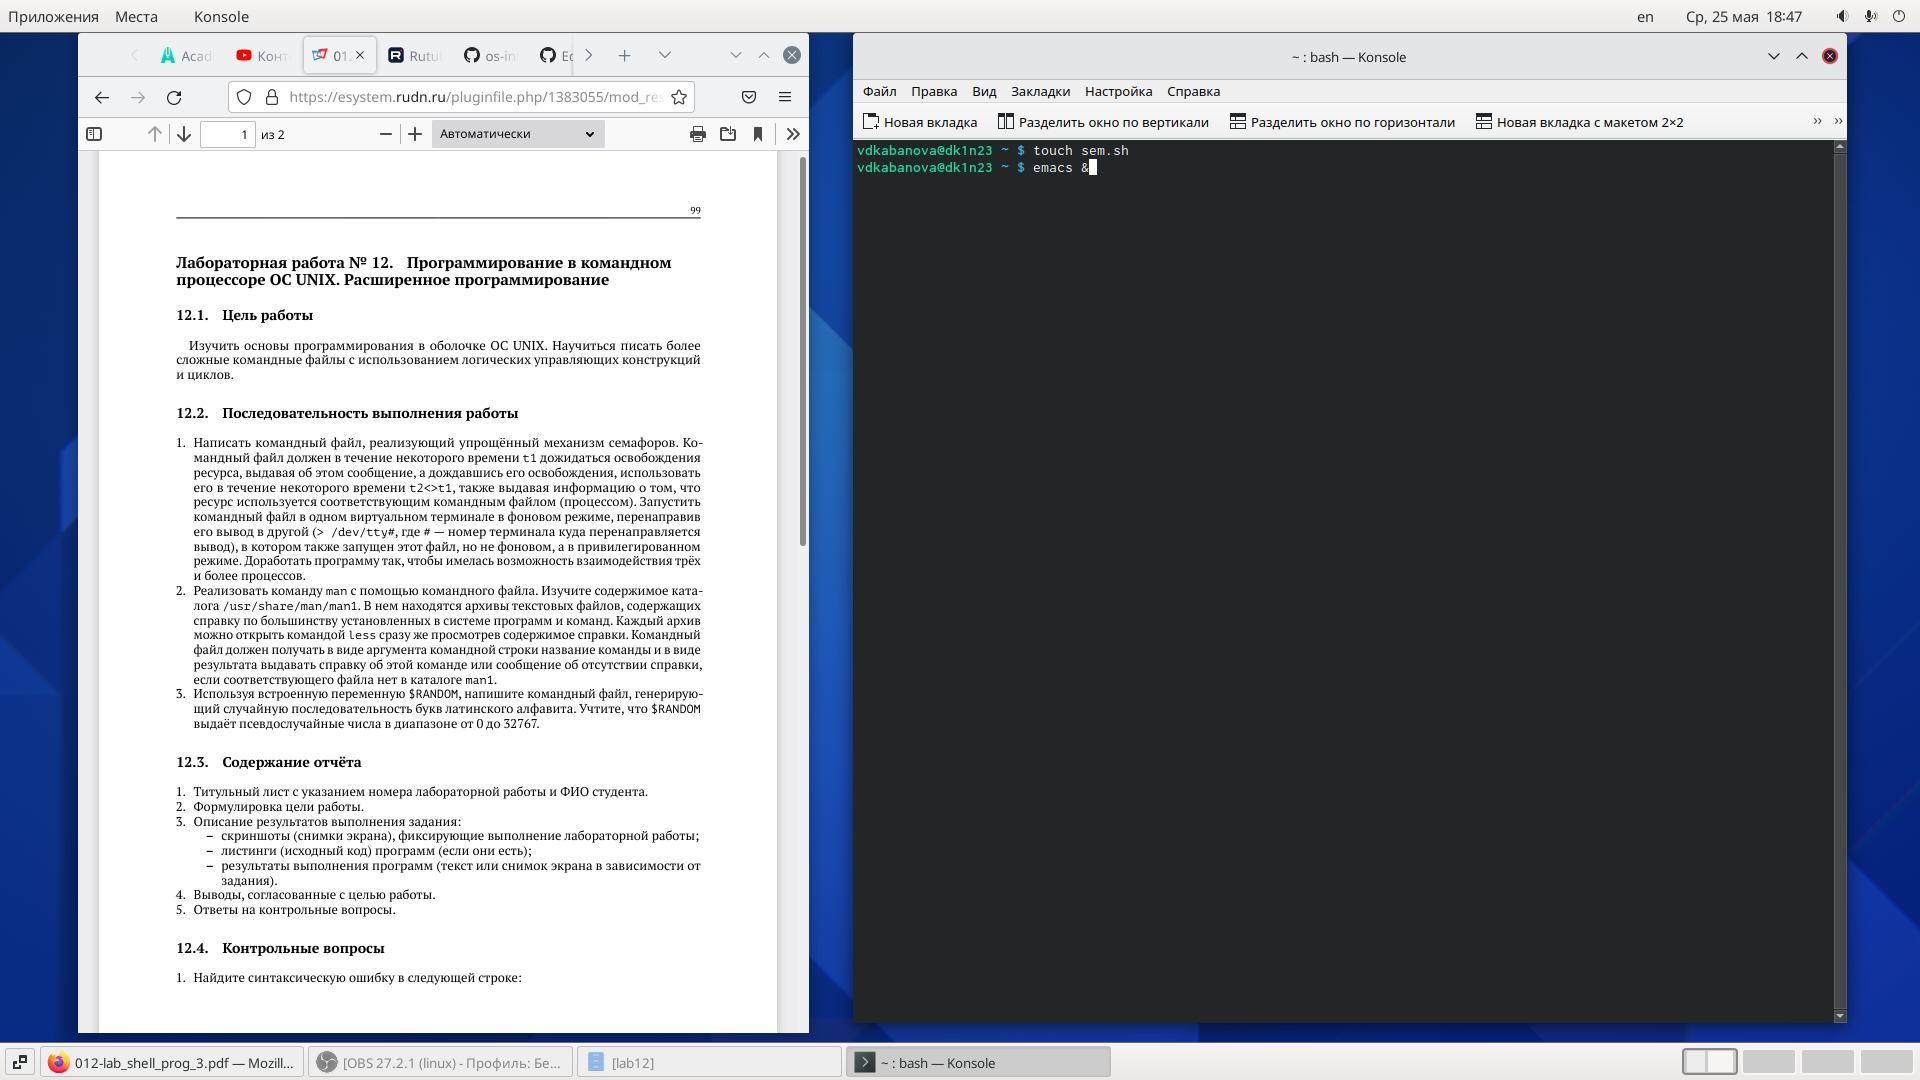 Приложения Места Konsole en Ср, 25 мая 18:47
Acad Конт 012 Rutu os-in Ec
https://esystem.rudn.ru/pluginfile.php/1383055/mod_res
1 из 2 Автоматически
99
Лабораторная работа № 12. Программирование в командном
процессоре ОС UNIX. Расширенное программирование
12.1. Цель работы
Изучить основы программирования в оболочке ОС UNIX. Научиться писать более
сложные командные файлы с использованием логических управляющих конструкций
и циклов.
12.2. Последовательность выполнения работы
1. Написать командный файл, реализующий упрощённый механизм семафоров. Ко-
мандный файл должен в течение некоторого времени t1 дожидаться освобождения
ресурса, выдавая об этом сообщение, а дождавшись его освобождения, использовать
его в течение некоторого времени t2<>t1, также выдавая информацию о том, что
ресурс используется соответствующим командным файлом (процессом). Запустить
командный файл в одном виртуальном терминале в фоновом режиме, перенаправив
его вывод в другой (> /dev/tty#, где # — номер терминала куда перенаправляется
вывод), в котором также запущен этот файл, но не фоновом, а в привилегированном
режиме. Доработать программу так, чтобы имелась возможность взаимодействия трёх
и более процессов.
2. Реализовать команду man с помощью командного файла. Изучите содержимое ката-
лога /usr/share/man/man1. В нем находятся архивы текстовых файлов, содержащих
справку по большинству установленных в системе программ и команд. Каждый архив
можно открыть командой less сразу же просмотрев содержимое справки. Командный
файл должен получать в виде аргумента командной строки название команды и в виде
результата выдавать справку об этой команде или сообщение об отсутствии справки,
если соответствующего файла нет в каталоге man1.
3. Используя встроенную переменную $RANDOM, напишите командный файл, генерирую-
щий случайную последовательность букв латинского алфавита. Учтите, что $RANDOM
выдаёт псевдослучайные числа в диапазоне от 0 до 32767.
12.3. Содержание отчёта
1. Титульный лист с указанием номера лабораторной работы и ФИО студента.
2. Формулировка цели работы.
3. Описание результатов выполнения задания:
– скриншоты (снимки экрана), фиксирующие выполнение лабораторной работы;
– листинги (исходный код) программ (если они есть);
– результаты выполнения программ (текст или снимок экрана в зависимости от
задания).
4. Выводы, согласованные с целью работы.
5. Ответы на контрольные вопросы.
12.4. Контрольные вопросы
1. Найдите синтаксическую ошибку в следующей строке:
~ : bash — Konsole
Файл Правка Вид Закладки Настройка Справка
Новая вкладка Разделить окно по вертикали Разделить окно по горизонтали Новая вкладка с макетом 2×2
vdkabanova@dk1n23 ~ $ touch sem.sh
vdkabanova@dk1n23 ~ $ emacs &
012-lab_shell_prog_3.pdf — Mozill... [OBS 27.2.1 (linux) - Профиль: Бе... [lab12] ~ : bash — Konsole